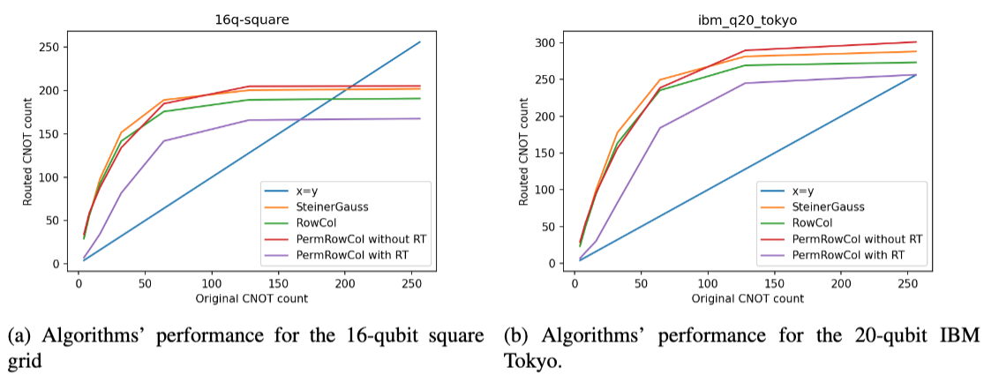 16q-square
Routed CNOT count
250
200
150
100
50
0
x=y
SteinerGauss
RowCol
PermRowCol without RT
PermRowCol with RT
0 50 100 150 200 250
Original CNOT count
(a) Algorithms' performance for the 16-qubit square
grid
ibm_q20_tokyo
Routed CNOT count
300
250
200
150
100
50
0
x=y
SteinerGauss
RowCol
PermRowCol without RT
PermRowCol with RT
0 50 100 150 200 250
Original CNOT count
(b) Algorithms' performance for the 20-qubit IBM
Tokyo.